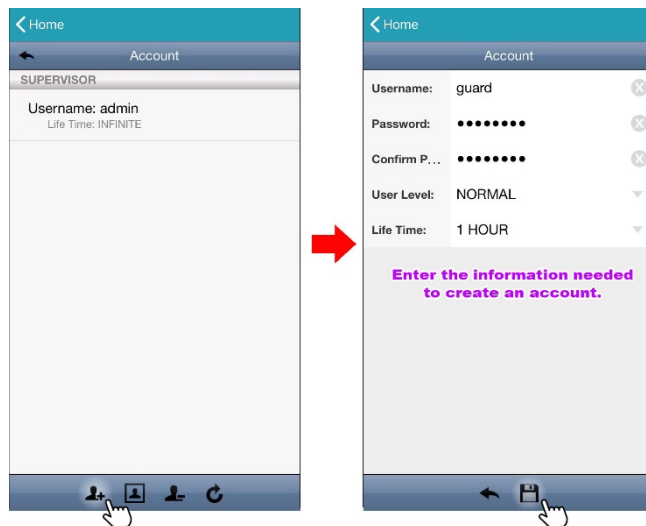 Home
Account
SUPERVISOR
Username: admin
Life Time: INFINITE
Home
Account
Username: guard
Password: ●●●●●●●●
Confirm P... ●●●●●●●●
User Level: NORMAL
Life Time: 1 HOUR
Enter the information needed
to create an account.